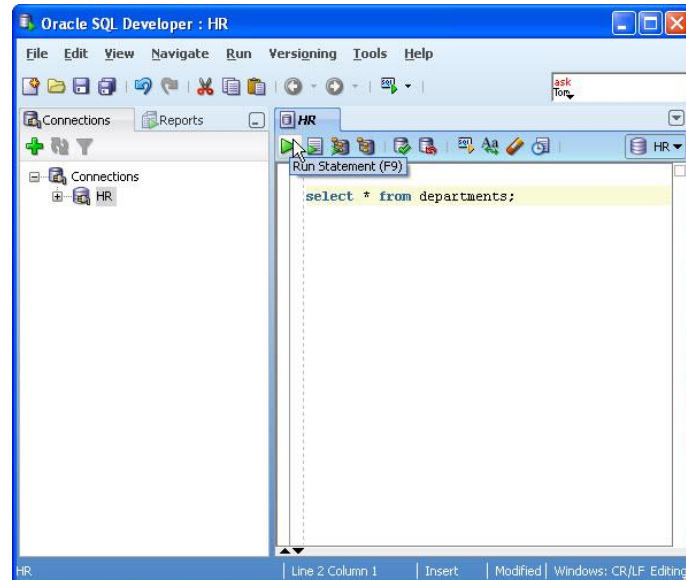 Oracle SQL Developer : HR
File Edit View Navigate Run Versioning Tools Help
ask
Tom
Connections Reports
HR
HR
Run Statement (F9)
Connections
HR
select * from departments;
HR
Line 2 Column 1 Insert Modified Windows: CR/LF Editing